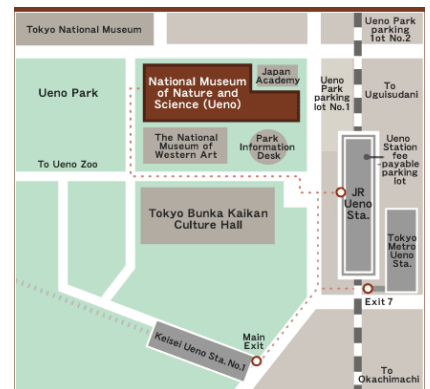 Tokyo National Museum
Ueno Park
parking
lot No.2
National Museum
of Nature and
Science (Ueno)
Japan
Academy
Ueno Park
Ueno
Park
parking
lot No.1
To
Uguisudani
The National
Museum of
Western Art
Park
Information
Desk
Ueno
Station
fee
-payable
parking
lot
To Ueno Zoo
JR
Ueno
Sta.
Tokyo Bunka Kaikan
Culture Hall
Tokyo
Metro
Ueno
Sta.
Exit 7
Main
Exit
Keisei Ueno Sta. No.1
To
Okachimachi